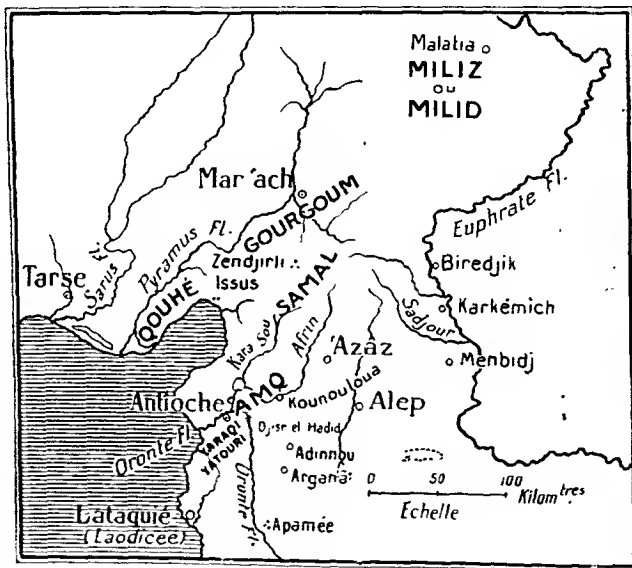 Malatia
MILIZ
OU
MILID
Mar'ach
GOURGOUM
Euphrate Fl.
Pyramus Fl.
Sarus Fl.
Tarse
Zendjirli
Issus
SAMAL
QOUHÉ
Biredjik
Karkémich
Sadjour
Menbidj
Kara Sou
Afrin
'Azâz
AMQ
Kounouloua
Antioche
Alep
Djisr el Hadid
Oronte Fl.
YARAQI
YATOURI
Adinnou
Argana
Oronte Fl.
0 50 100
Kilomtres
Echelle
Lataquié
(Laodicée)
Apamée